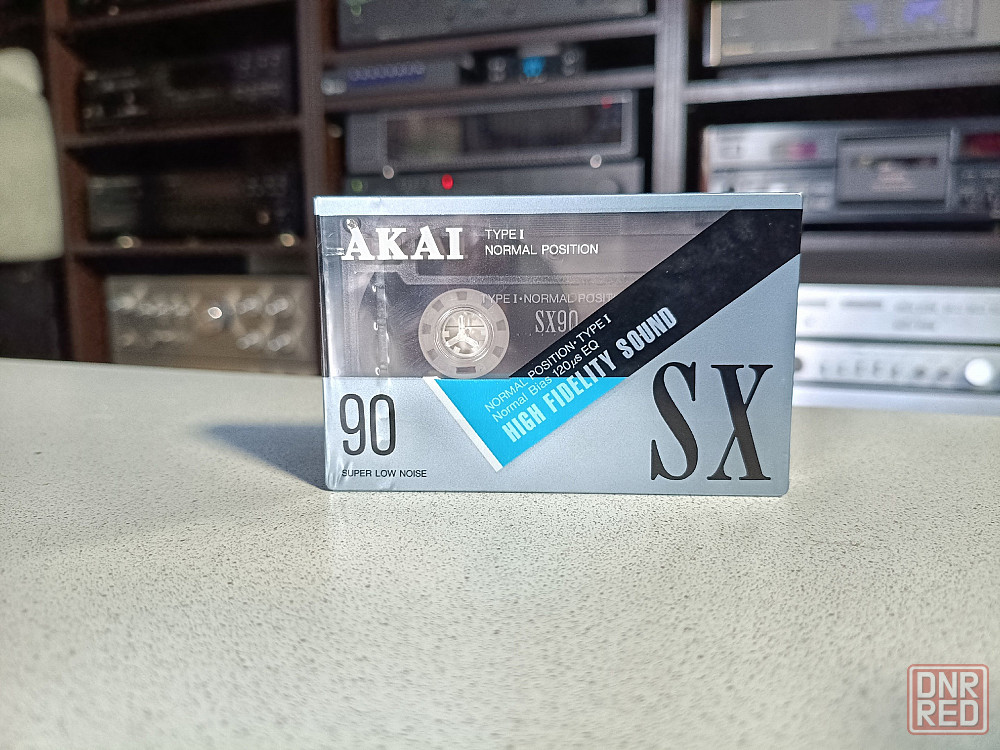 AKAI
TYPE I
NORMAL POSITION
TYPE I·NORMAL POSIT
SX90
NORMAL POSITION·TYPE I
Normal Bias 120μs EQ
HIGH FIDELITY SOUND
90
SUPER LOW NOISE
SX
DNR
RED